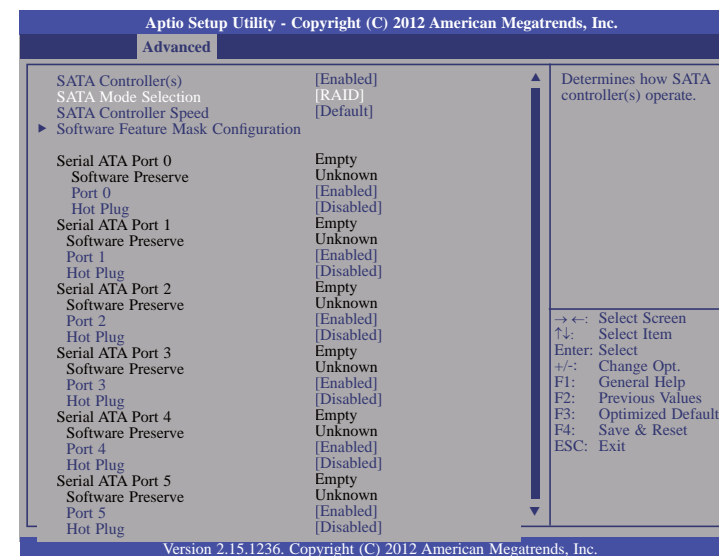 Aptio Setup Utility - Copyright (C) 2012 American Megatrends, Inc.
Advanced
SATA Controller(s) [Enabled]
SATA Mode Selection [RAID]
SATA Controller Speed [Default]
▶ Software Feature Mask Configuration
Serial ATA Port 0 Empty
Software Preserve Unknown
Port 0 [Enabled]
Hot Plug [Disabled]
Serial ATA Port 1 Empty
Software Preserve Unknown
Port 1 [Enabled]
Hot Plug [Disabled]
Serial ATA Port 2 Empty
Software Preserve Unknown
Port 2 [Enabled]
Hot Plug [Disabled]
Serial ATA Port 3 Empty
Software Preserve Unknown
Port 3 [Enabled]
Hot Plug [Disabled]
Serial ATA Port 4 Empty
Software Preserve Unknown
Port 4 [Enabled]
Hot Plug [Disabled]
Serial ATA Port 5 Empty
Software Preserve Unknown
Port 5 [Enabled]
Hot Plug [Disabled]
Determines how SATA
controller(s) operate.
→←: Select Screen
↑↓: Select Item
Enter: Select
+/-: Change Opt.
F1: General Help
F2: Previous Values
F3: Optimized Default
F4: Save & Reset
ESC: Exit
Version 2.15.1236. Copyright (C) 2012 American Megatrends, Inc.